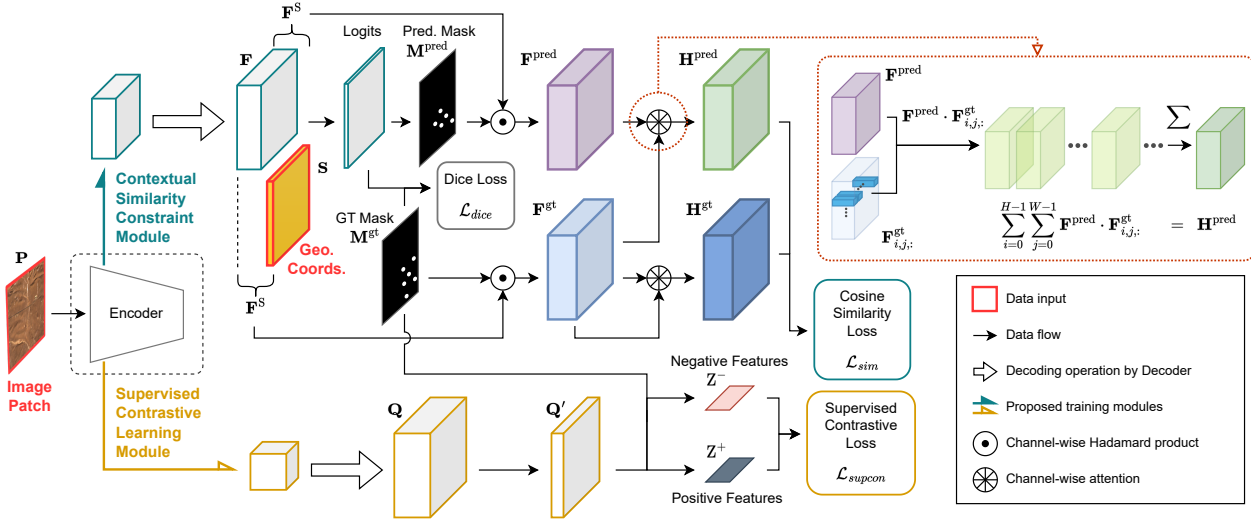 F^S
Logits
Pred. Mask
M^pred
F
F^pred
H^pred
S
Geo.
Coords.
F^S
Contextual
Similarity
Constraint
Module
Dice Loss
ℒ_dice
GT Mask
M^gt
F^gt
H^gt
P
Encoder
Image
Patch
Supervised
Contrastive
Learning
Module
Q
Q′
Negative Features
Z^−
Z^+
Positive Features
Cosine
Similarity
Loss
ℒ_sim
Supervised
Contrastive
Loss
ℒ_supcon
F^pred
F^pred · F^gt_{i,j,:}
F^gt_{i,j,:}
∑
H^pred
∑_{i=0}^{H−1} ∑_{j=0}^{W−1} F^pred · F^gt_{i,j,:} = H^pred
Data input
Data flow
Decoding operation by Decoder
Proposed training modules
Channel-wise Hadamard product
Channel-wise attention